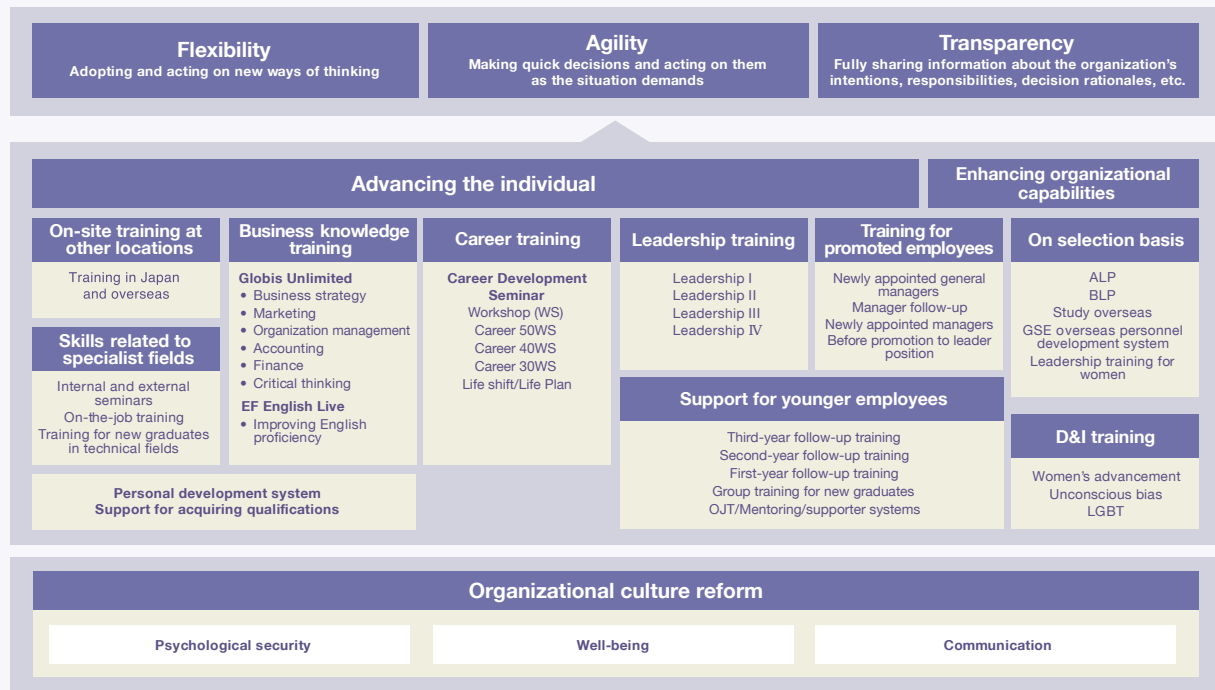 Flexibility
Adopting and acting on new ways of thinking
Agility
Making quick decisions and acting on them
as the situation demands
Transparency
Fully sharing information about the organization's
intentions, responsibilities, decision rationales, etc.
Advancing the individual
Enhancing organizational
capabilities
On-site training at
other locations
Training in Japan
and overseas
Skills related to
specialist fields
Internal and external
seminars
On-the-job training
Training for new graduates
in technical fields
Business knowledge
training
Globis Unlimited
• Business strategy
• Marketing
• Organization management
• Accounting
• Finance
• Critical thinking
EF English Live
• Improving English
proficiency
Personal development system
Support for acquiring qualifications
Career training
Career Development
Seminar
Workshop (WS)
Career 50WS
Career 40WS
Career 30WS
Life shift/Life Plan
Leadership training
Leadership I
Leadership II
Leadership III
Leadership IV
Training for
promoted employees
Newly appointed general
managers
Manager follow-up
Newly appointed managers
Before promotion to leader
position
Support for younger employees
Third-year follow-up training
Second-year follow-up training
First-year follow-up training
Group training for new graduates
OJT/Mentoring/supporter systems
On selection basis
ALP
BLP
Study overseas
GSE overseas personnel
development system
Leadership training for
women
D&I training
Women's advancement
Unconscious bias
LGBT
Organizational culture reform
Psychological security
Well-being
Communication